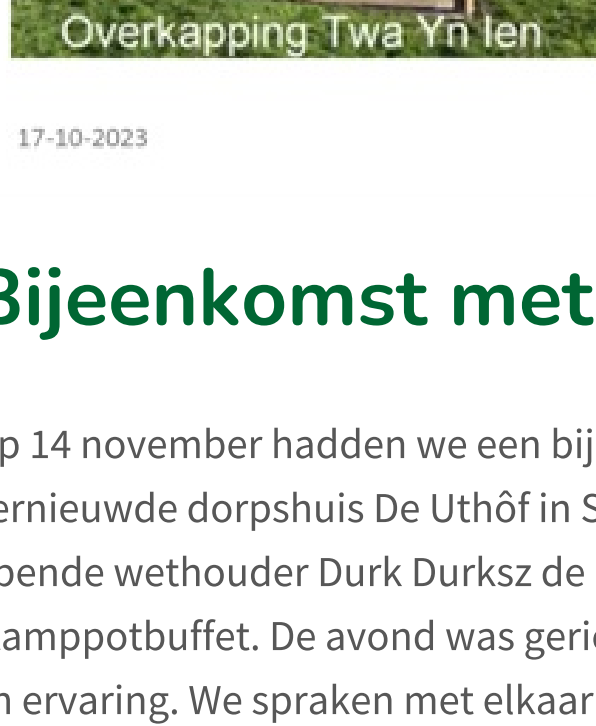 Overkapping Twa Yn Ien
17-10-2023
Bijeenkomst met
p 14 november hadden we een bij
ernieuwde dorpshuis De Uthôf in S
pende wethouder Durk Durksz de
amppotbuffet. De avond was geri
n ervaring. We spraken met elkaar